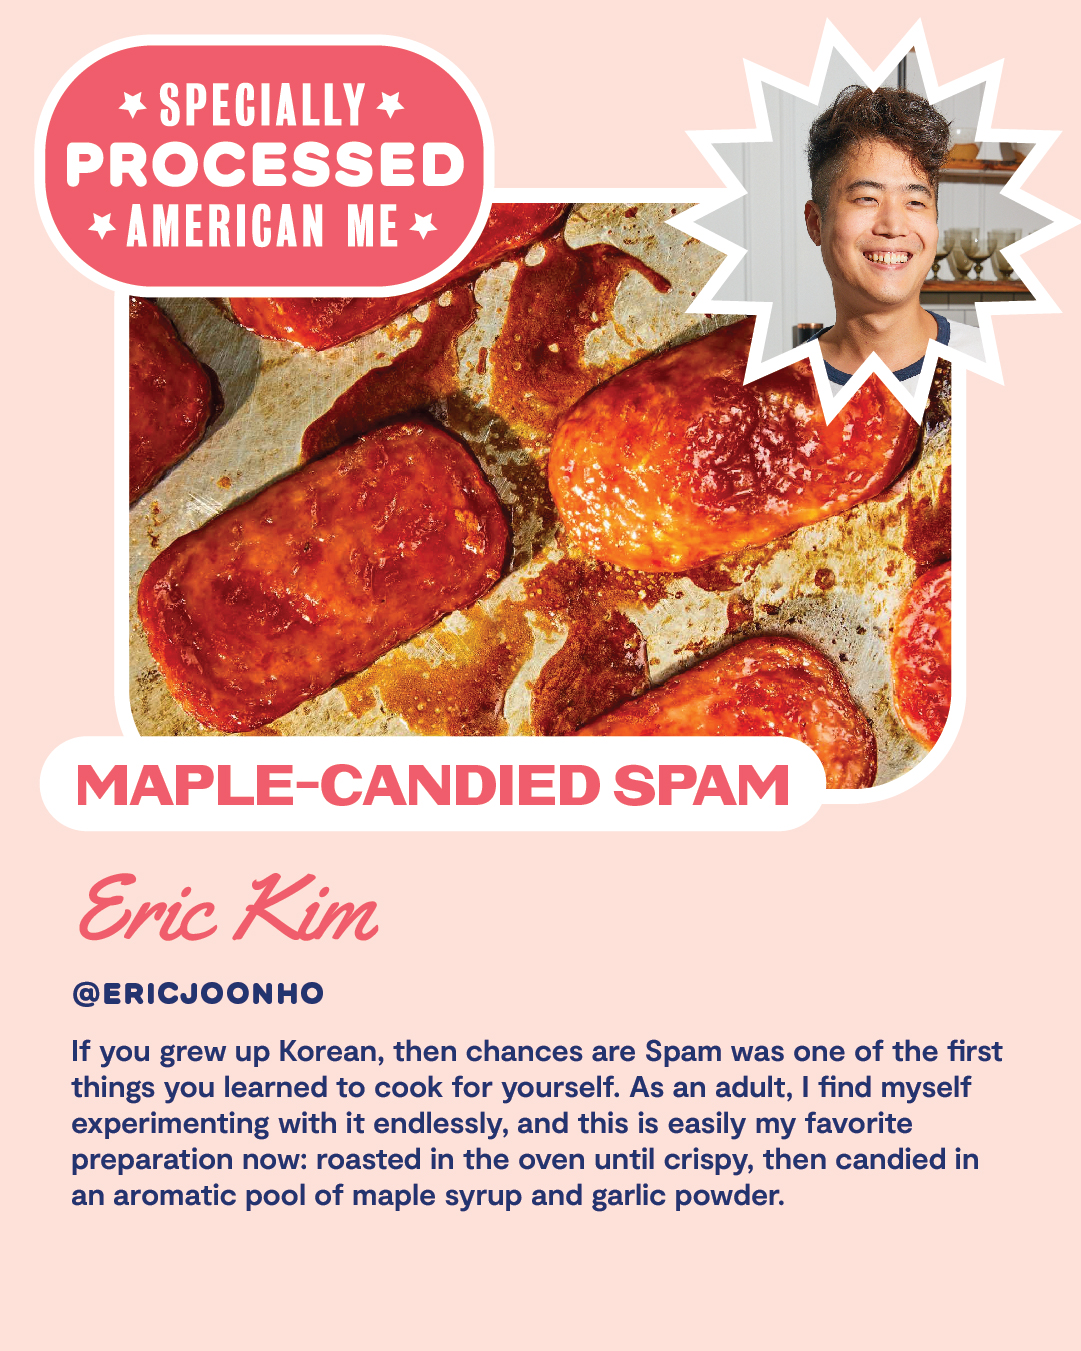 SPECIALLY
PROCESSED
AMERICAN ME
MAPLE-CANDIED SPAM
Eric Kim
@ERICJOONHO
If you grew up Korean, then chances are Spam was one of the first
things you learned to cook for yourself. As an adult, I find myself
experimenting with it endlessly, and this is easily my favorite
preparation now: roasted in the oven until crispy, then candied in
an aromatic pool of maple syrup and garlic powder.